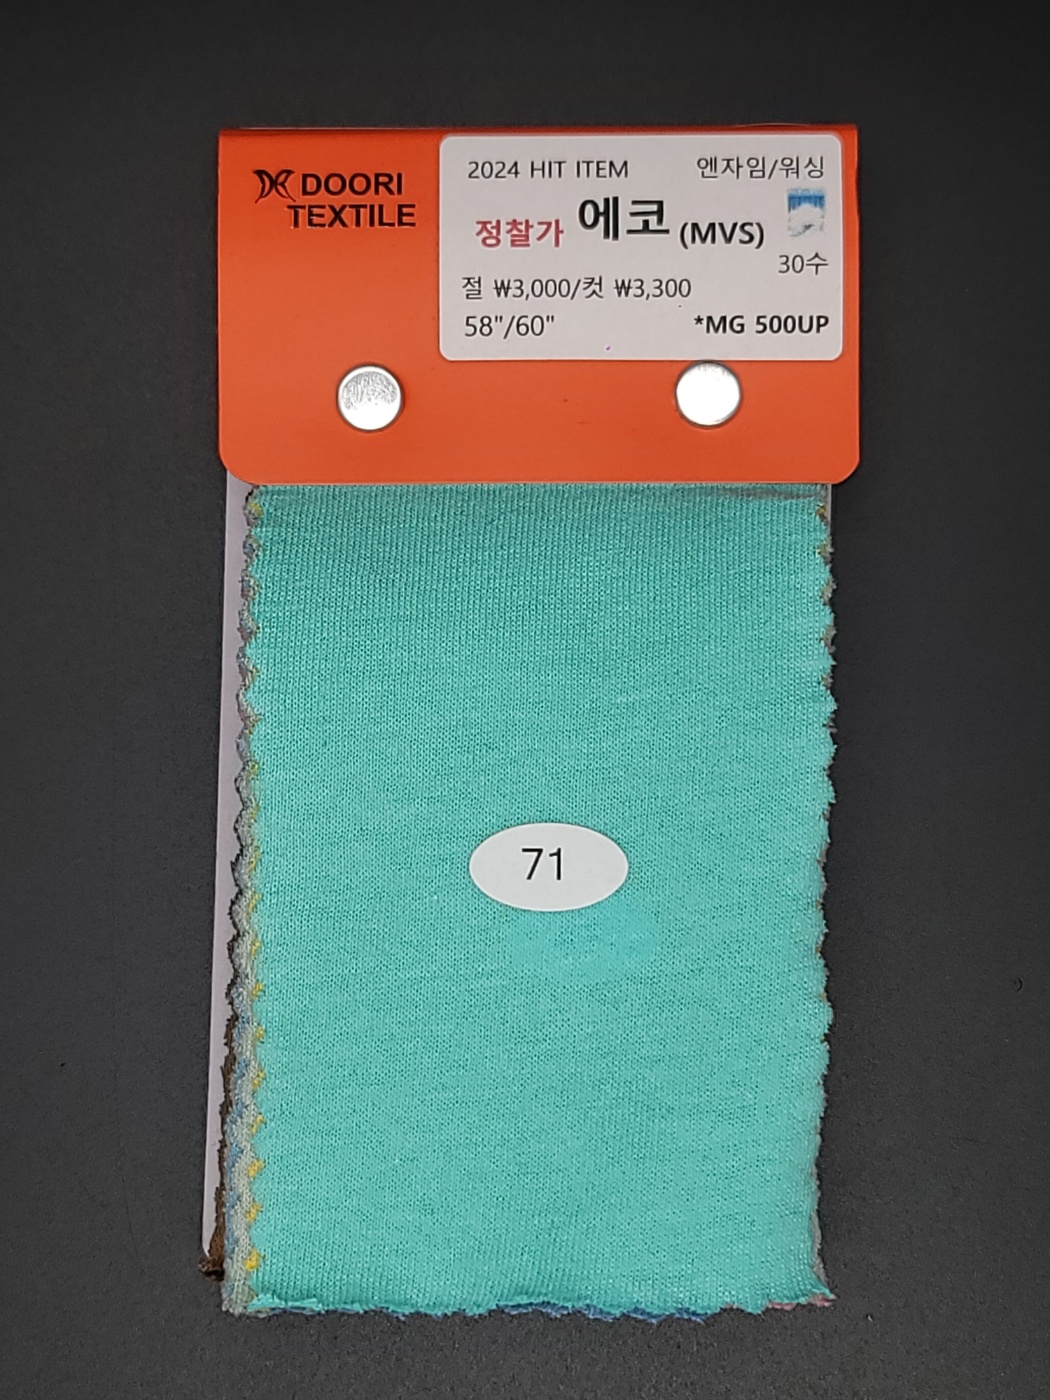 DOORI
TEXTILE
2024 HIT ITEM 엔자임/워싱
정찰가 에코 (MVS)
30수
절 ₩3,000/컷 ₩3,300
58"/60" *MG 500UP
71